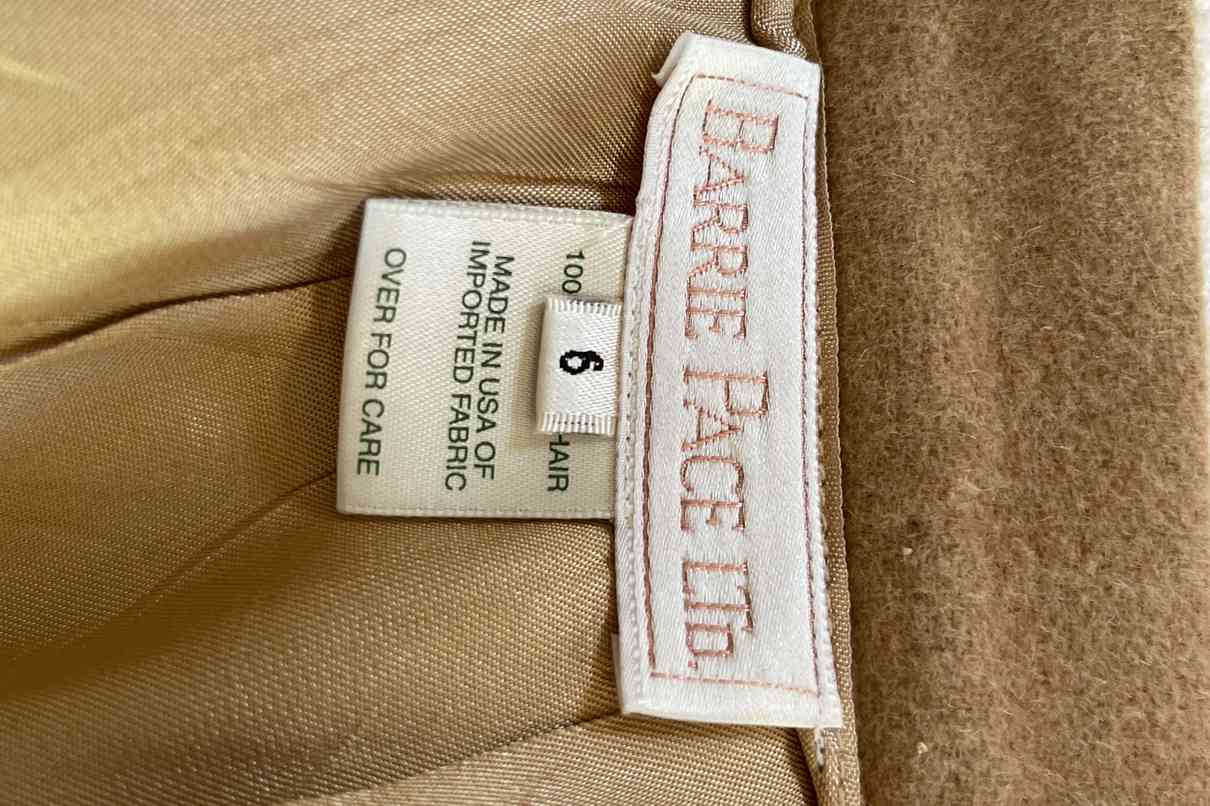 BARRIE PACE LTD.
6
100 HAIR
MADE IN USA OF
IMPORTED FABRIC
OVER FOR CARE